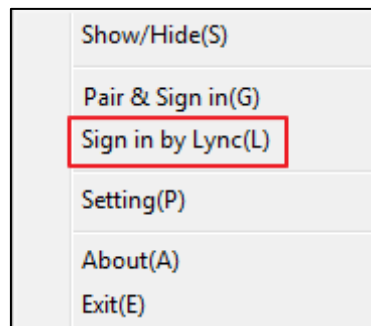 Show/Hide(S)
Pair & Sign in(G)
Sign in by Lync(L)
Setting(P)
About(A)
Exit(E)